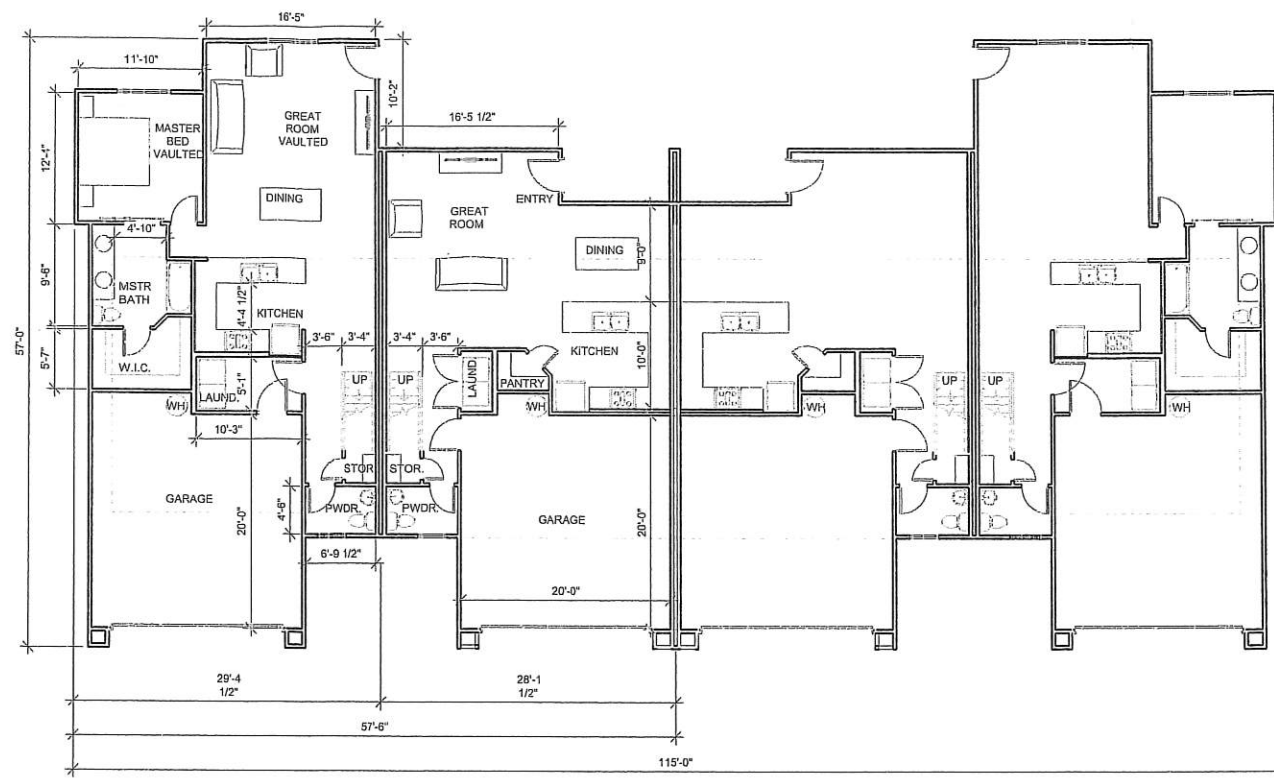 16'-5"
11'-10"
10'-2"
GREAT
ROOM
VAULTED
MASTER
BED
VAULTED
16'-5 1/2"
12'-1"
DINING
ENTRY
GREAT
ROOM
4'-10"
DINING
9'-0"
57'-0"
9'-6"
MSTR
BATH
4'-4 1/2"
KITCHEN
3'-6"
3'-4"
3'-4"
3'-6"
KITCHEN
10'-0"
5'-7"
W.I.C.
5'-1"
LAUND.
UP
UP
LAUND.
PANTRY
UP
UP
WH
WH
WH
WH
10'-3"
STOR.
STOR.
GARAGE
20'-0"
4'-6"
PWDR.
PWDR.
GARAGE
20'-0"
6'-9 1/2"
20'-0"
29'-4
1/2"
28'-1
1/2"
57'-6"
115'-0"